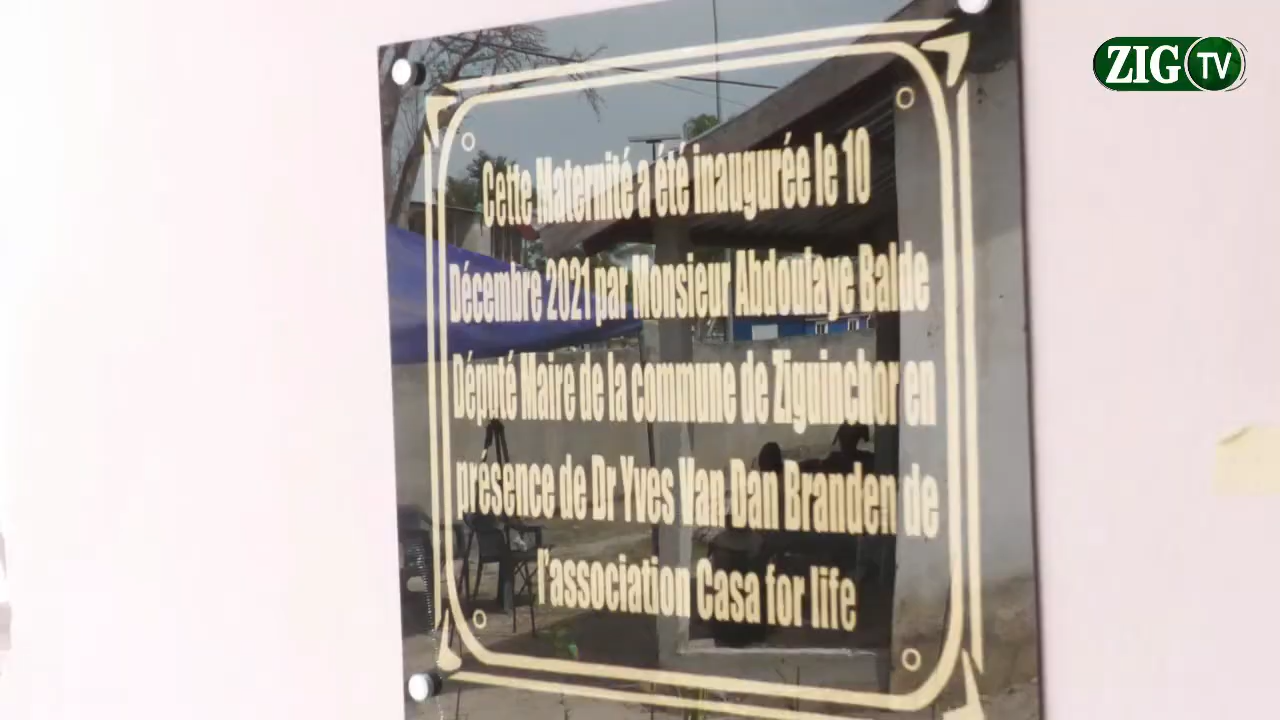 ZIG TV
Cette Maternité a été inaugurée le 10
Décembre 2021 par Monsieur Abdoulaye Balde
Député Maire de la commune de Ziguinchor en
présence de Dr Yves Van Dan Branden de
l'association Casa for life